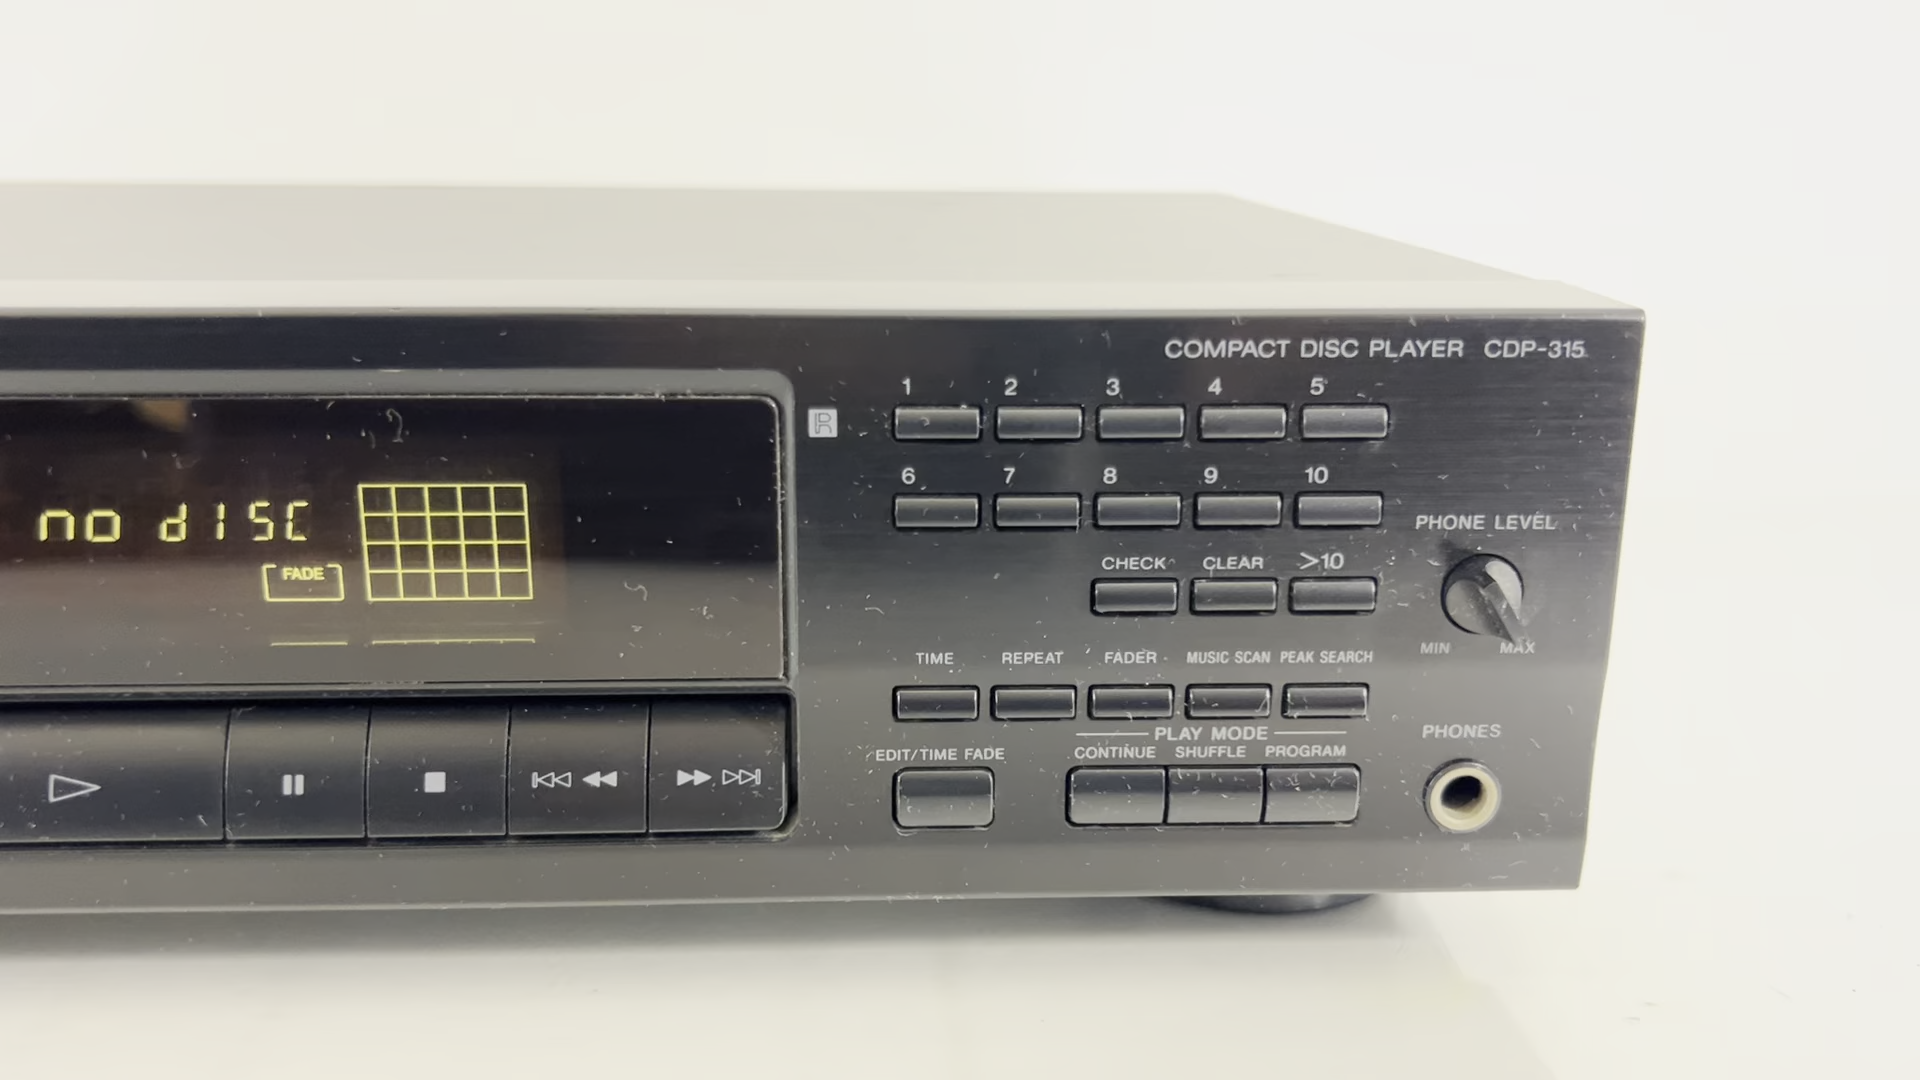 COMPACT DISC PLAYER CDP-315
1 2 3 4 5
R
6 7 8 9 10
no dISC
FADE
PHONE LEVEL
CHECK CLEAR >10
MIN MAX
TIME REPEAT FADER MUSIC SCAN PEAK SEARCH
PLAY MODE
EDIT/TIME FADE CONTINUE SHUFFLE PROGRAM
PHONES